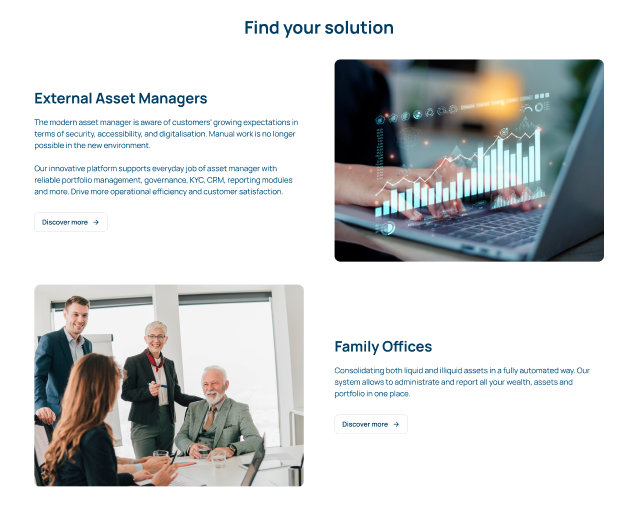 Find your solution
External Asset Managers
The modern asset manager is aware of customers' growing expectations in
terms of security, accessibility, and digitalisation. Manual work is no longer
possible in the new environment.
Our innovative platform supports everyday job of asset manager with
reliable portfolio management, governance, KYC, CRM, reporting modules
and more. Drive more operational efficiency and customer satisfaction.
Discover more →
Family Offices
Consolidating both liquid and illiquid assets in a fully automated way. Our
system allows to administrate and report all your wealth, assets and
portfolio in one place.
Discover more →